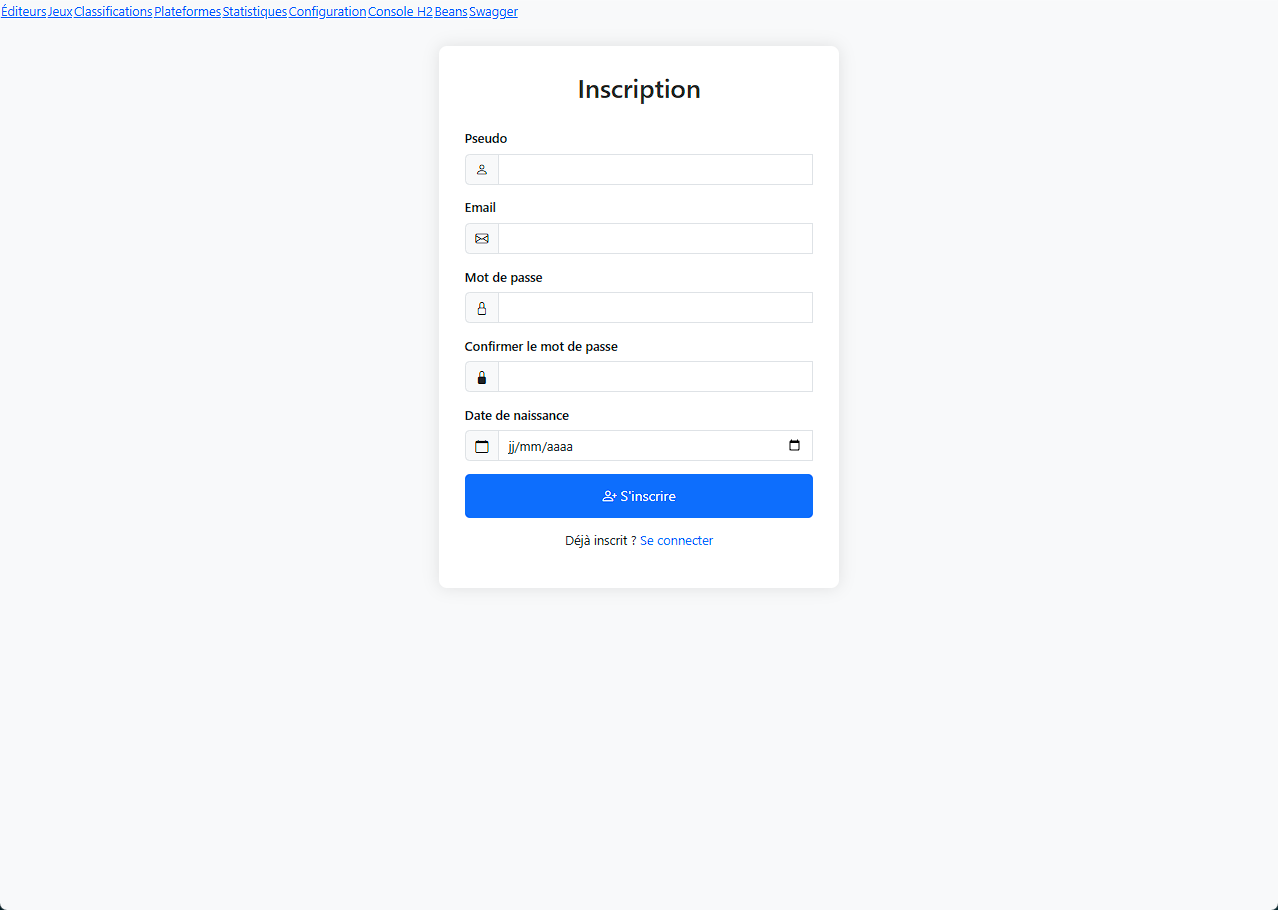 Éditeurs Jeux Classifications Plateformes Statistiques Configuration Console H2 Beans Swagger
Inscription
Pseudo
Email
Mot de passe
Confirmer le mot de passe
Date de naissance
jj/mm/aaaa
S'inscrire
Déjà inscrit ? Se connecter